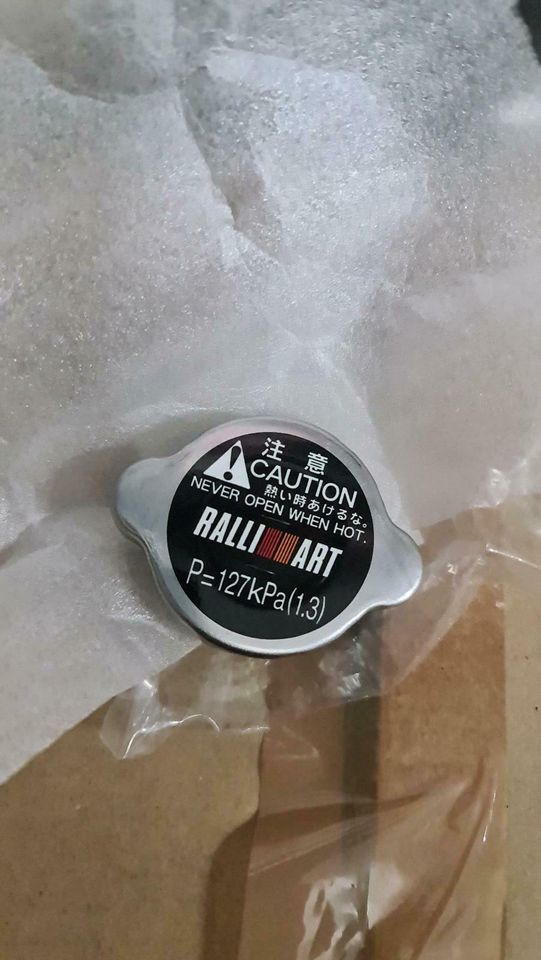 注意
CAUTION
熱い時あけるな。
NEVER OPEN WHEN HOT.
RALLI ART
P=127kPa(1.3)